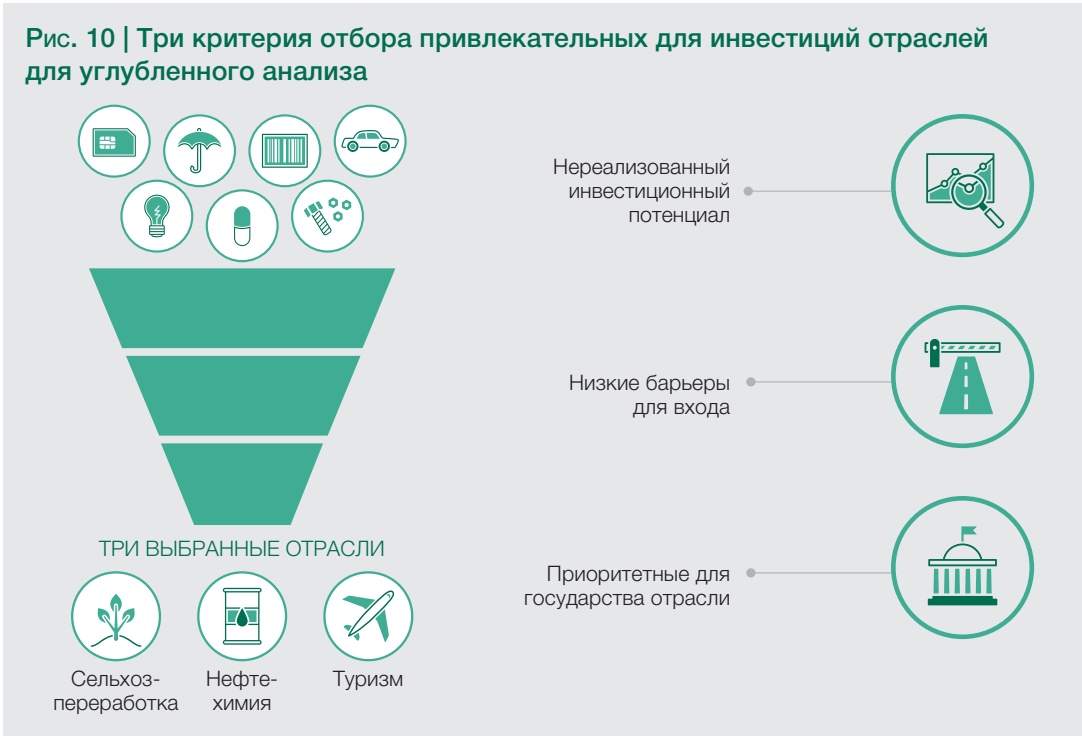 Рис. 10 | Три критерия отбора привлекательных для инвестиций отраслей
для углубленного анализа
Нереализованный
инвестиционный
потенциал
Низкие барьеры
для входа
Приоритетные для
государства отрасли
ТРИ ВЫБРАННЫЕ ОТРАСЛИ
Сельхоз-
переработка
Нефте-
химия
Туризм